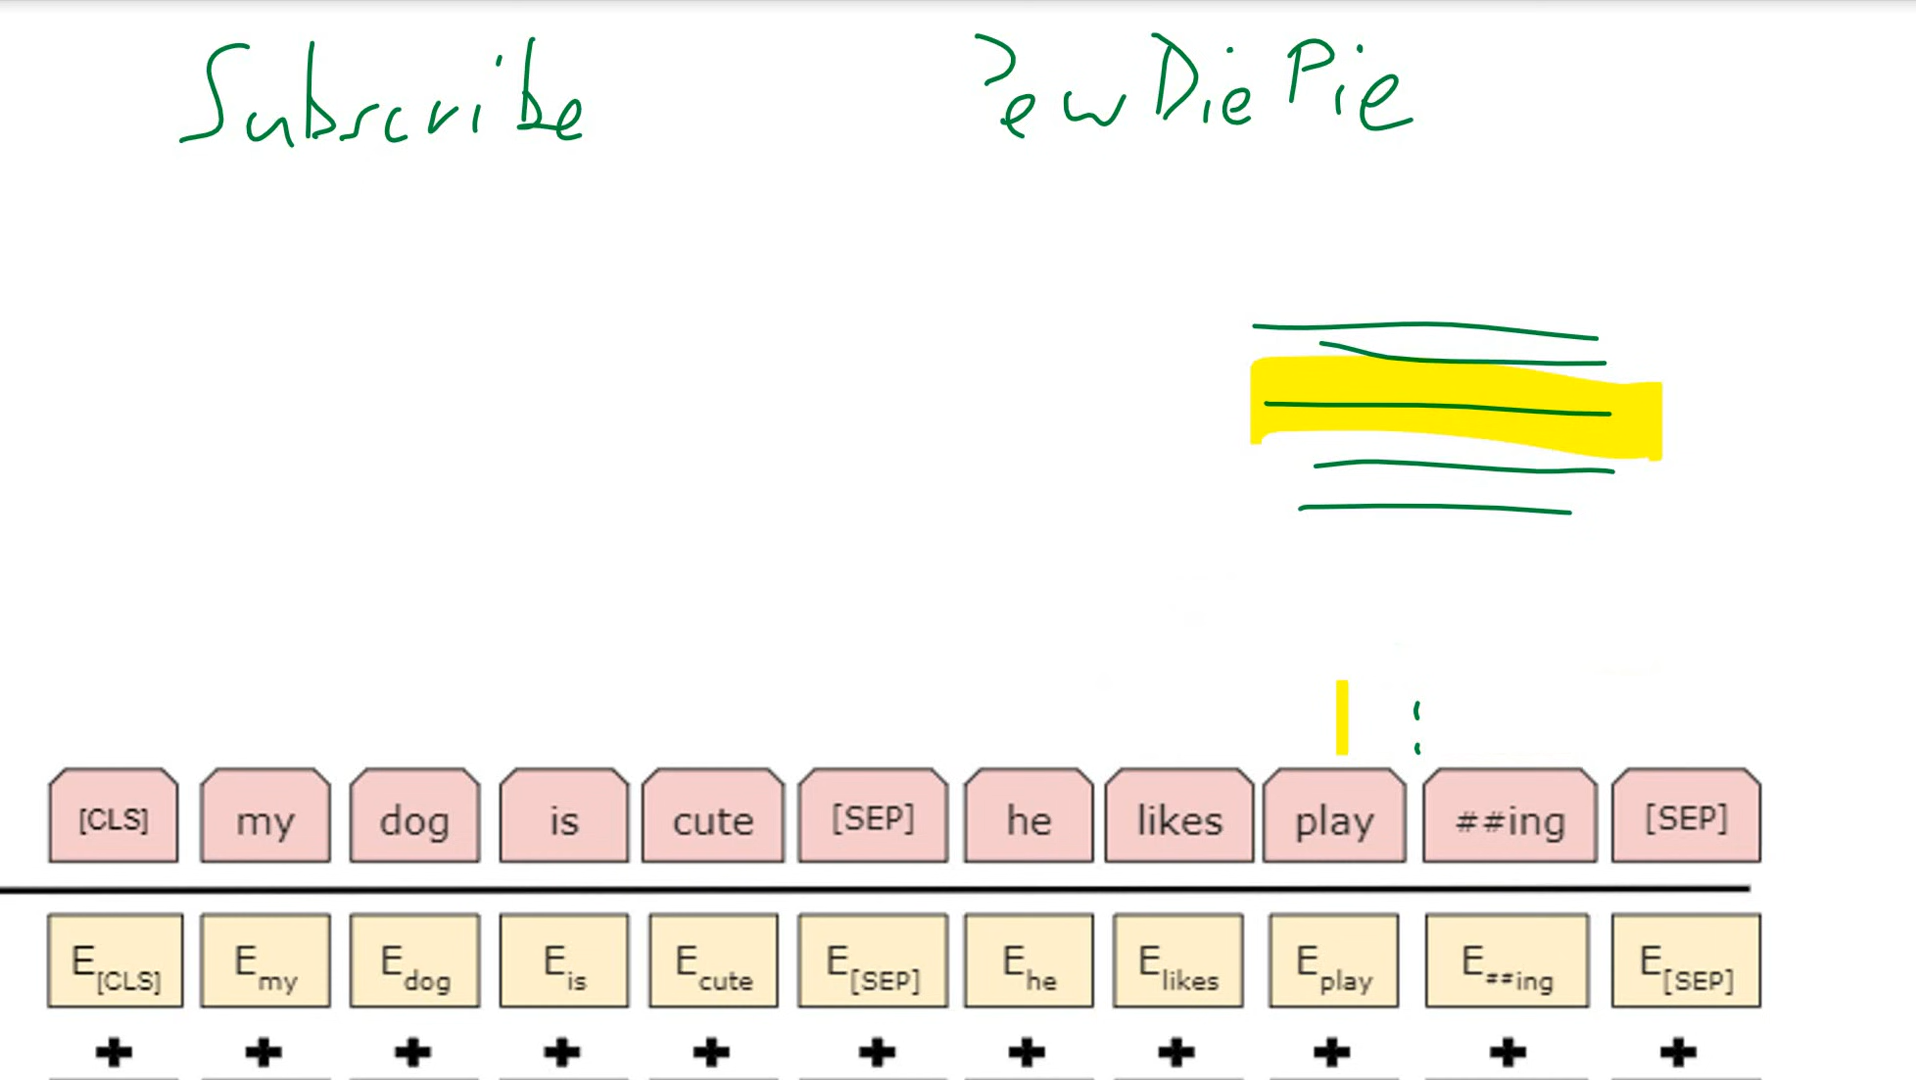 Subscribe PewDiePie
[CLS] my dog is cute [SEP] he likes play ##ing [SEP]
E[CLS] Emy Edog Eis Ecute E[SEP] Ehe Elikes Eplay E##ing E[SEP]
+ + + + + + + + + + +